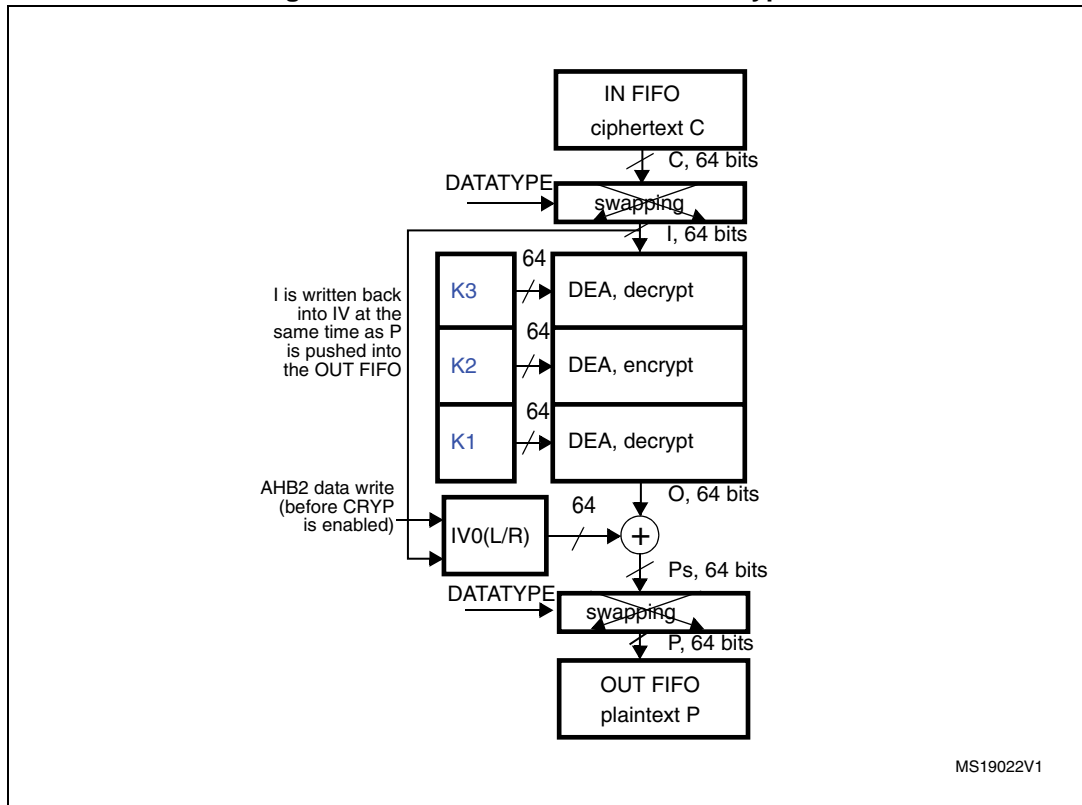 IN FIFO
ciphertext C
C, 64 bits
DATATYPE
swapping
I, 64 bits
64
K3
DEA, decrypt
I is written back
into IV at the
same time as P
is pushed into
the OUT FIFO
64
K2
DEA, encrypt
64
K1
DEA, decrypt
O, 64 bits
AHB2 data write
(before CRYP
is enabled)
64
IV0(L/R)
+
Ps, 64 bits
DATATYPE
swapping
P, 64 bits
OUT FIFO
plaintext P
MS19022V1